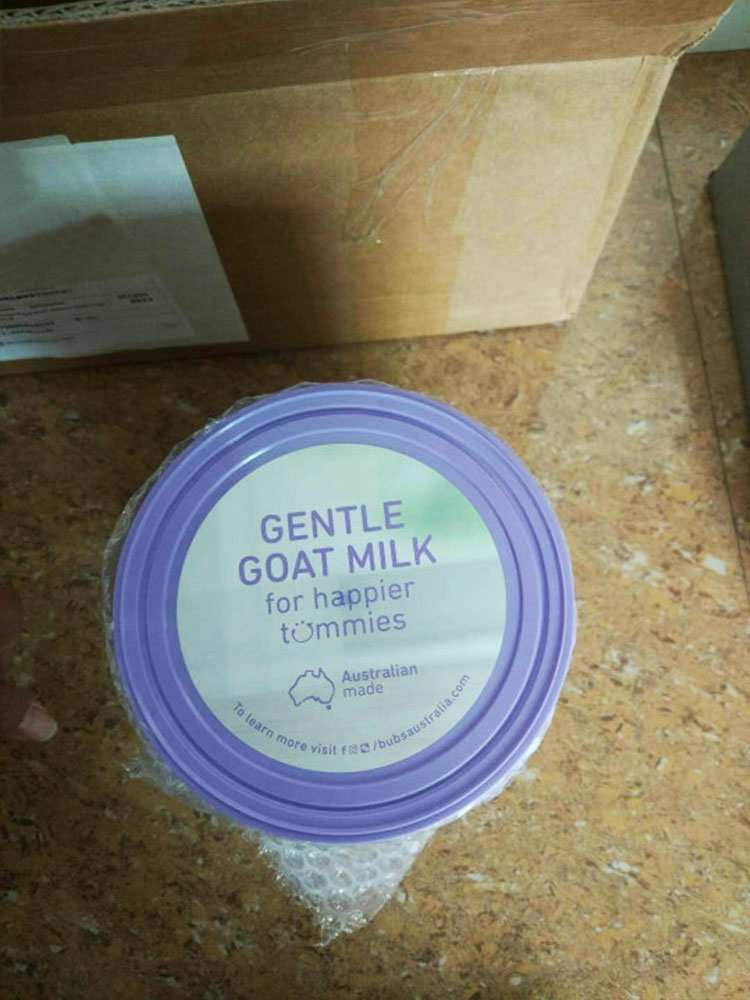 GENTLE
GOAT MILK
for happier
tummies
Australian
made
To learn more visit f /bubsaustralia.com